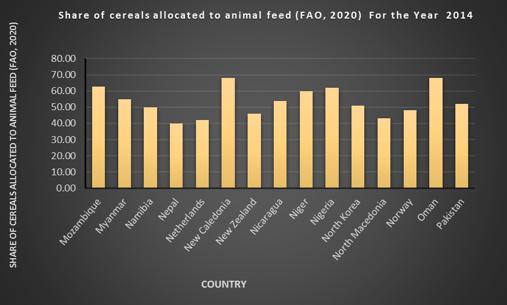 Share of cereals allocated to animal feed (FAO, 2020) For the Year 2014
SHARE OF CEREALS ALLOCATED TO ANIMAL FEED (FAO, 2020)
80.00
70.00
60.00
50.00
40.00
30.00
20.00
10.00
0.00
Mozambique
Myanmar
Namibia
Nepal
Netherlands
New Caledonia
New Zealand
Nicaragua
Niger
Nigeria
North Korea
North Macedonia
Norway
Oman
Pakistan
COUNTRY